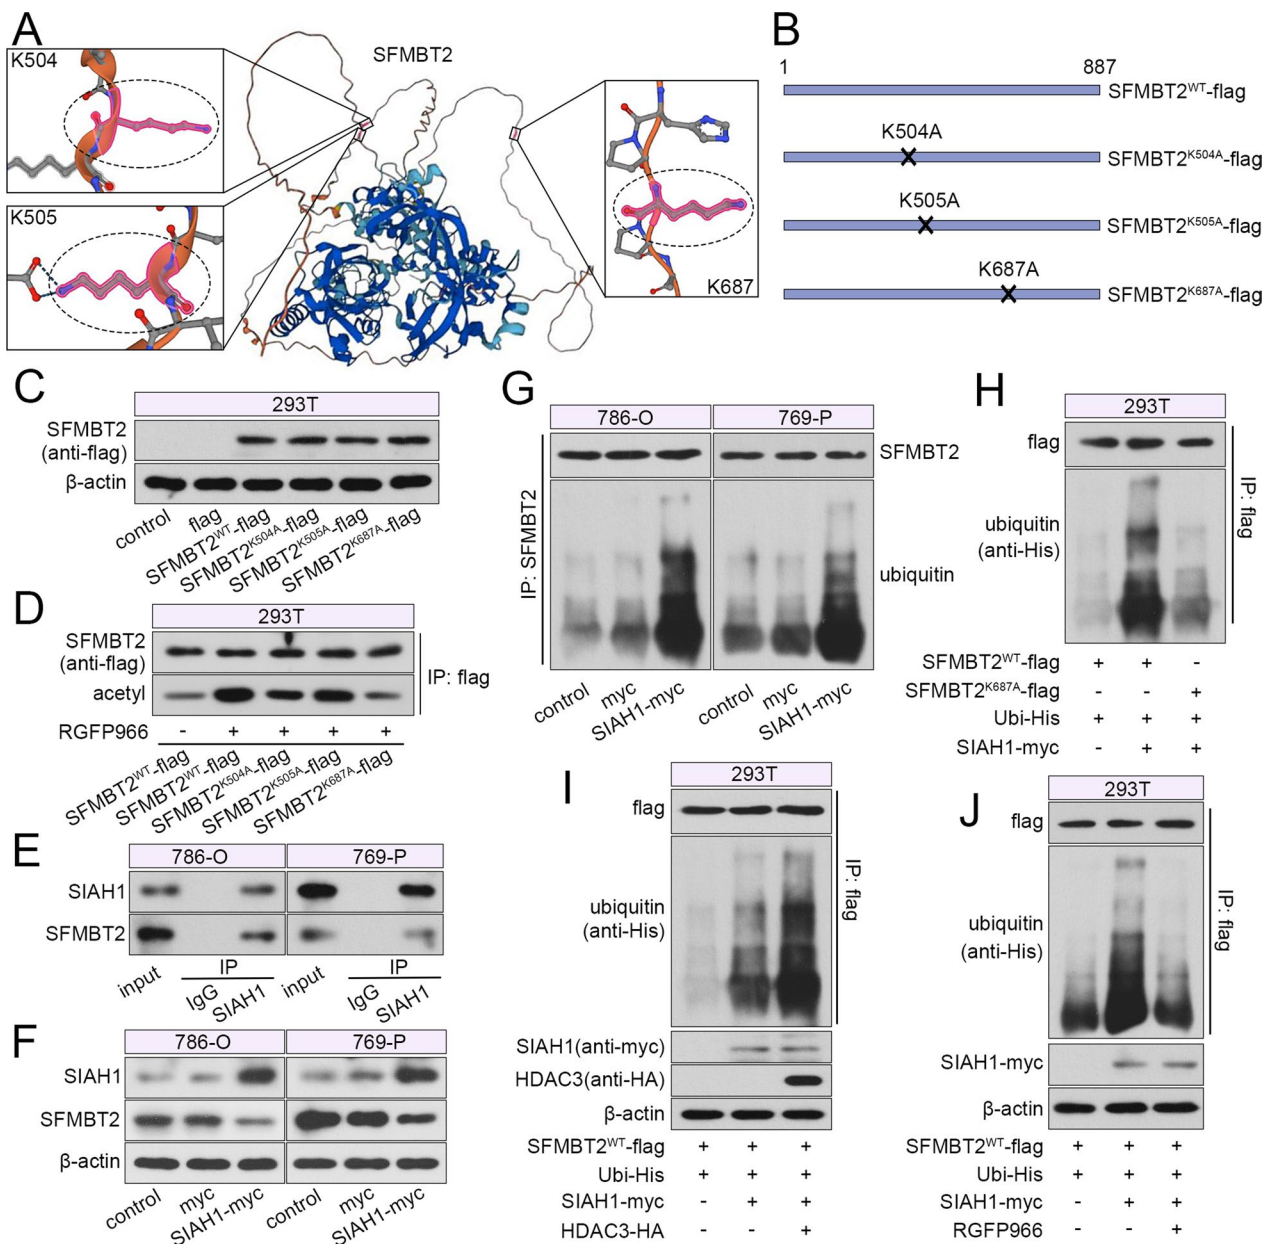 A
SFMBT2
K504
K505
K687
B
1 887
SFMBT2WT-flag
K504A
SFMBT2K504A-flag
K505A
SFMBT2K505A-flag
K687A
SFMBT2K687A-flag
C
293T
SFMBT2
(anti-flag)
β-actin
control
flag
SFMBT2WT-flag
SFMBT2K504A-flag
SFMBT2K505A-flag
SFMBT2K687A-flag
D
293T
SFMBT2
(anti-flag)
acetyl
IP: flag
RGFP966 - + + + +
SFMBT2WT-flag
SFMBT2WT-flag
SFMBT2K504A-flag
SFMBT2K505A-flag
SFMBT2K687A-flag
E
786-O 769-P
SIAH1
SFMBT2
input
IP
IgG
SIAH1
input
IP
IgG
SIAH1
F
786-O 769-P
SIAH1
SFMBT2
β-actin
control
myc
SIAH1-myc
control
myc
SIAH1-myc
G
786-O 769-P
SFMBT2
ubiquitin
IP: SFMBT2
control
myc
SIAH1-myc
control
myc
SIAH1-myc
H
293T
flag
ubiquitin
(anti-His)
IP: flag
SFMBT2WT-flag + + -
SFMBT2K687A-flag - - +
Ubi-His + + +
SIAH1-myc - + +
I
293T
flag
ubiquitin
(anti-His)
IP: flag
SIAH1(anti-myc)
HDAC3(anti-HA)
β-actin
SFMBT2WT-flag + + +
Ubi-His + + +
SIAH1-myc - + +
HDAC3-HA - - +
J
293T
flag
ubiquitin
(anti-His)
IP: flag
SIAH1-myc
β-actin
SFMBT2WT-flag + + +
Ubi-His + + +
SIAH1-myc - + +
RGFP966 - - +